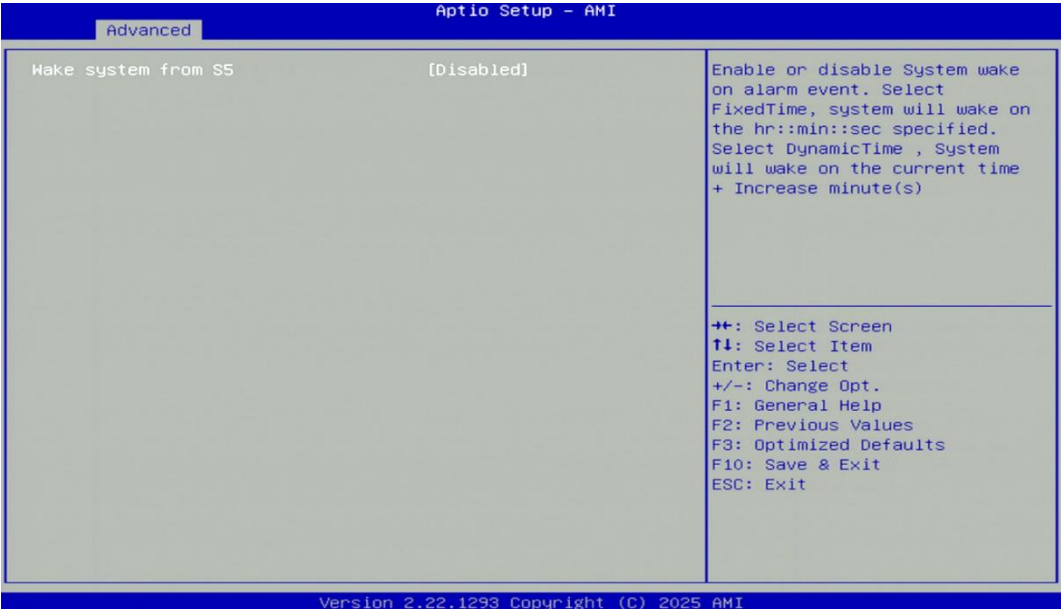 Aptio Setup – AMI
Advanced
Wake system from S5 [Disabled]
Enable or disable System wake
on alarm event. Select
FixedTime, system will wake on
the hr::min::sec specified.
Select DynamicTime , System
will wake on the current time
+ Increase minute(s)
→←: Select Screen
↑↓: Select Item
Enter: Select
+/-: Change Opt.
F1: General Help
F2: Previous Values
F3: Optimized Defaults
F10: Save & Exit
ESC: Exit
Version 2.22.1293 Copyright (C) 2025 AMI